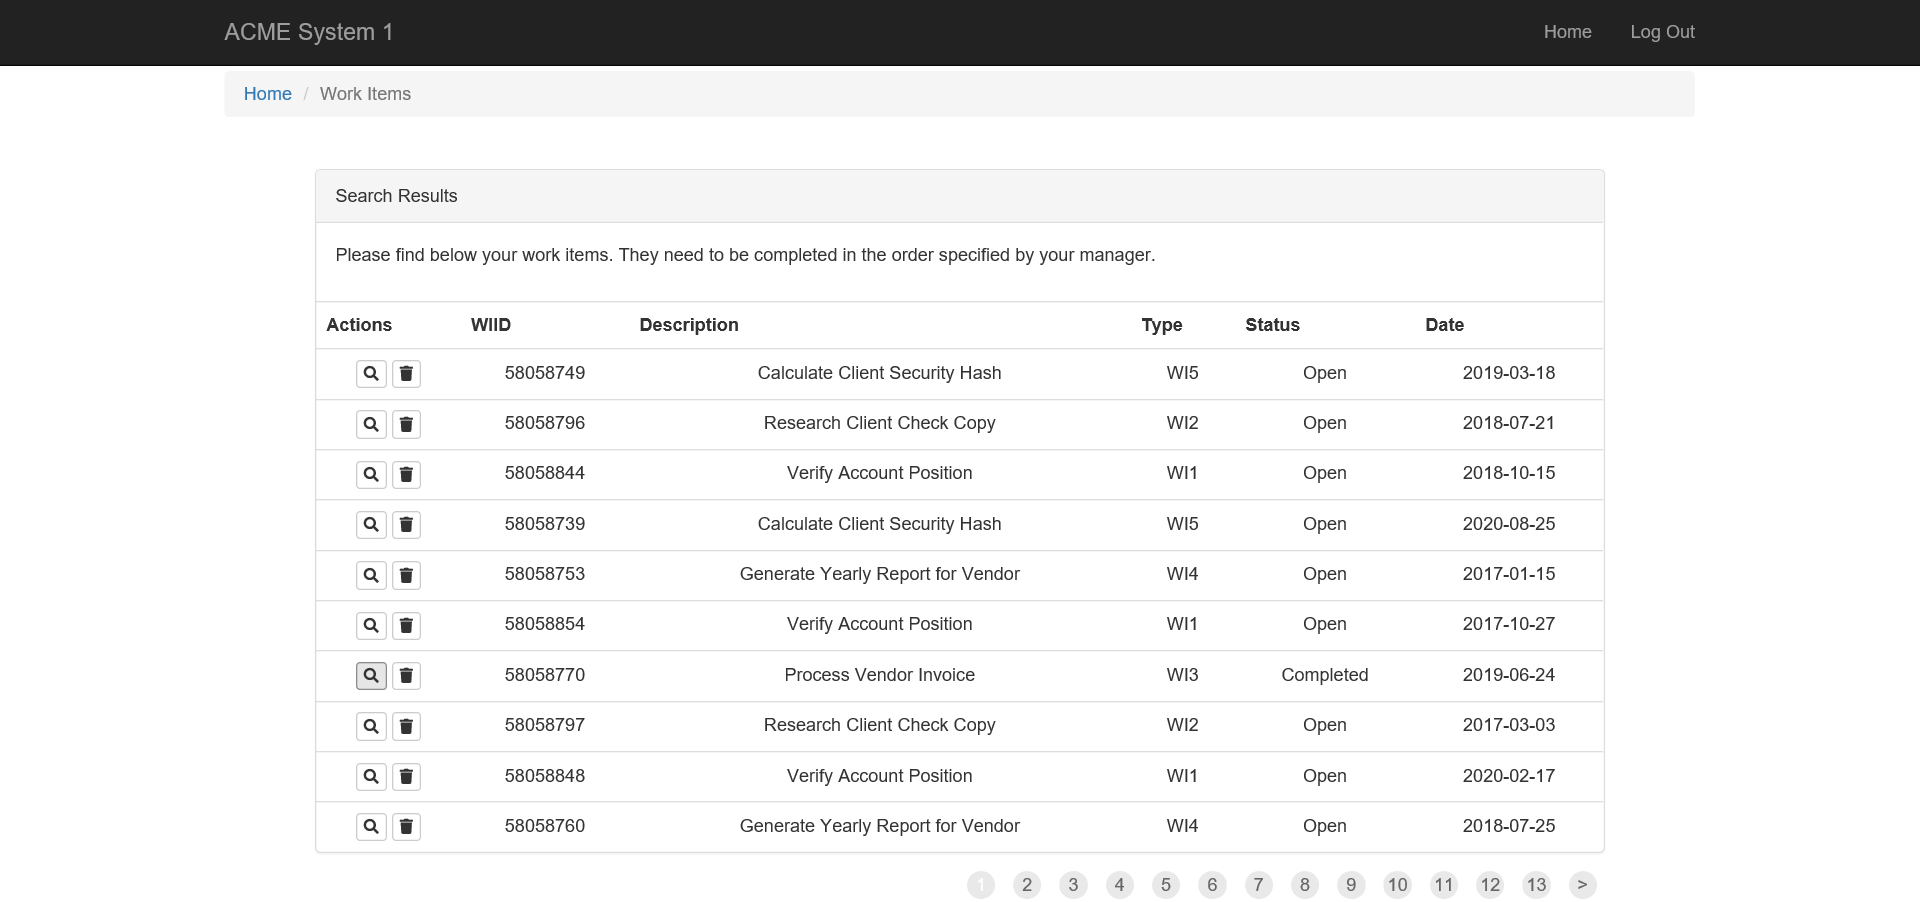 ACME System 1 Home Log Out
Home / Work Items
Search Results
Please find below your work items. They need to be completed in the order specified by your manager.
Actions WIID Description Type Status Date
58058749 Calculate Client Security Hash WI5 Open 2019-03-18
58058796 Research Client Check Copy WI2 Open 2018-07-21
58058844 Verify Account Position WI1 Open 2018-10-15
58058739 Calculate Client Security Hash WI5 Open 2020-08-25
58058753 Generate Yearly Report for Vendor WI4 Open 2017-01-15
58058854 Verify Account Position WI1 Open 2017-10-27
58058770 Process Vendor Invoice WI3 Completed 2019-06-24
58058797 Research Client Check Copy WI2 Open 2017-03-03
58058848 Verify Account Position WI1 Open 2020-02-17
58058760 Generate Yearly Report for Vendor WI4 Open 2018-07-25
1 2 3 4 5 6 7 8 9 10 11 12 13 >